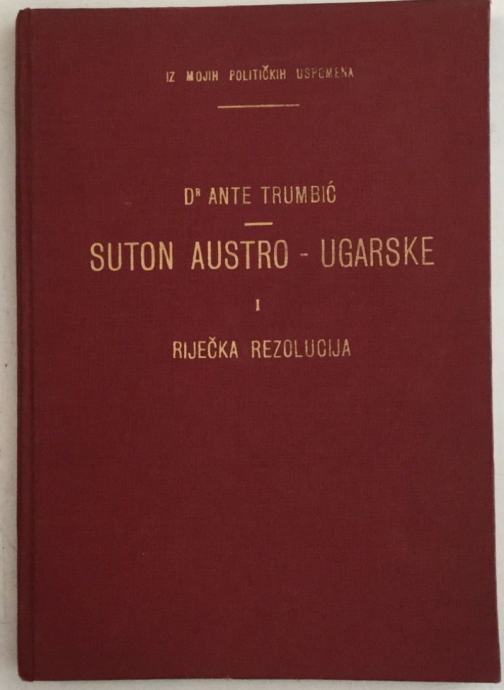 IZ MOJIH POLITIČKIH USPOMENA
Dᴿ ANTE TRUMBIĆ
SUTON AUSTRO - UGARSKE
I
RIJEČKA REZOLUCIJA